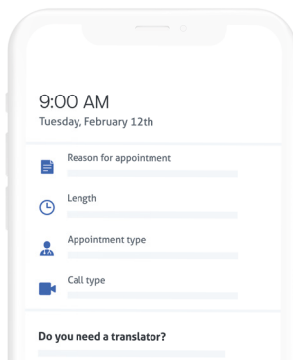 9:00 AM
Tuesday, February 12th
Reason for appointment
Length
Appointment type
Call type
Do you need a translator?